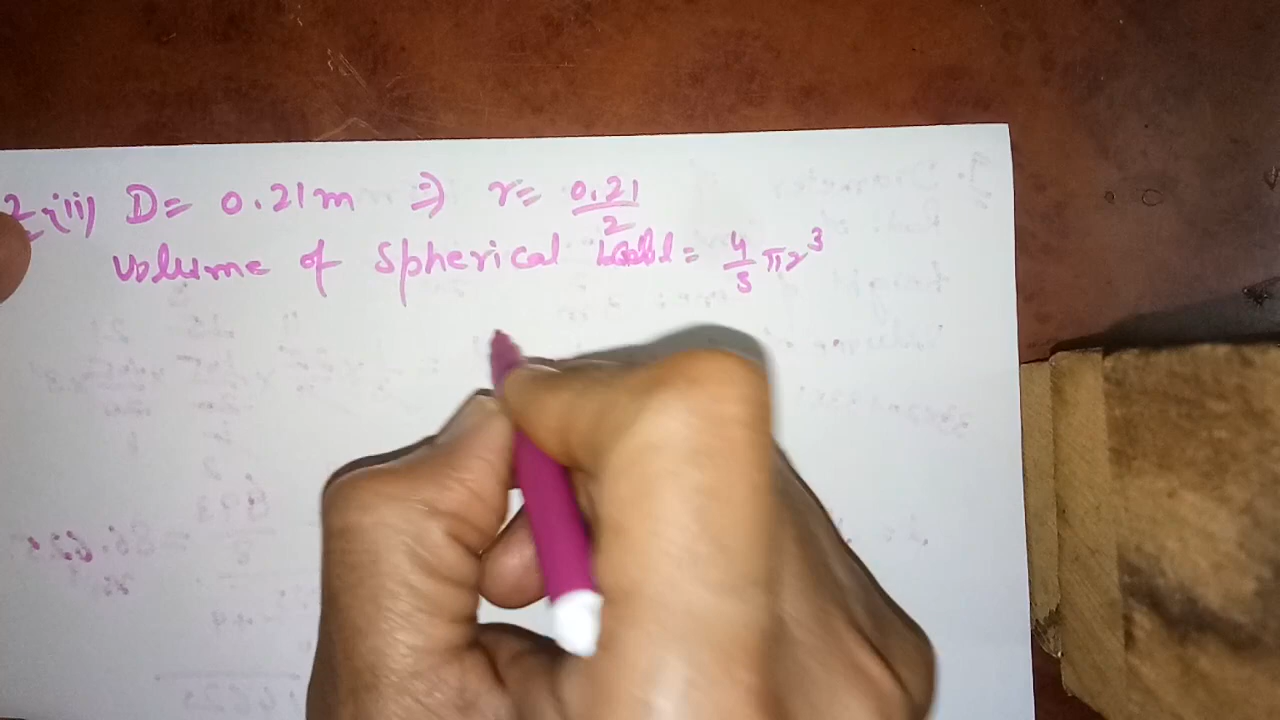 2. (ii) D = 0.21m ⇒ r = 0.21/2
Volume of Spherical = 4/3 πr³